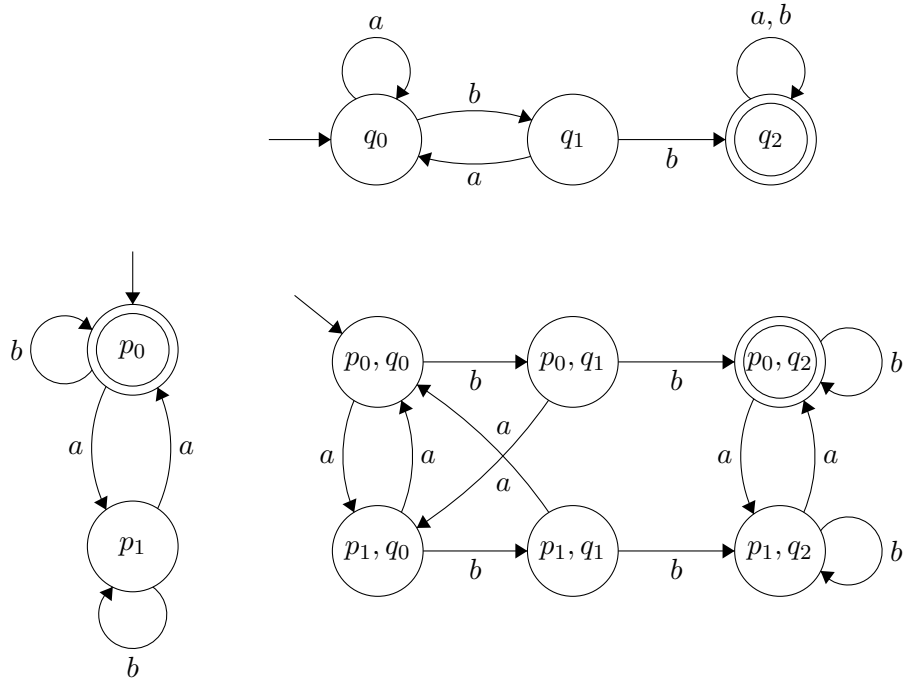 a
a, b
b
q₀
q₁
q₂
a
b
p₀
b
a
a
p₁
b
p₀, q₀
p₀, q₁
p₀, q₂
b
b
b
a
a
a
a
a
a
p₁, q₀
p₁, q₁
p₁, q₂
b
b
b